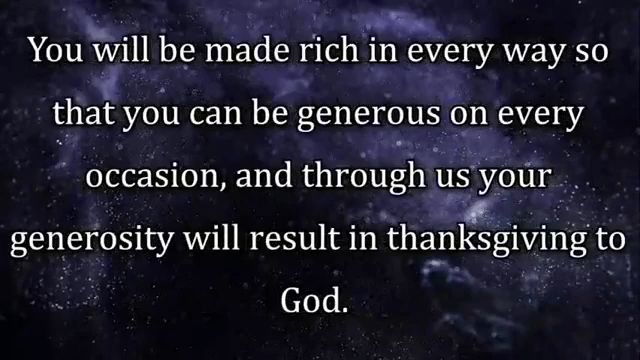 You will be made rich in every way so
that you can be generous on every
occasion, and through us your
generosity will result in thanksgiving to
God.